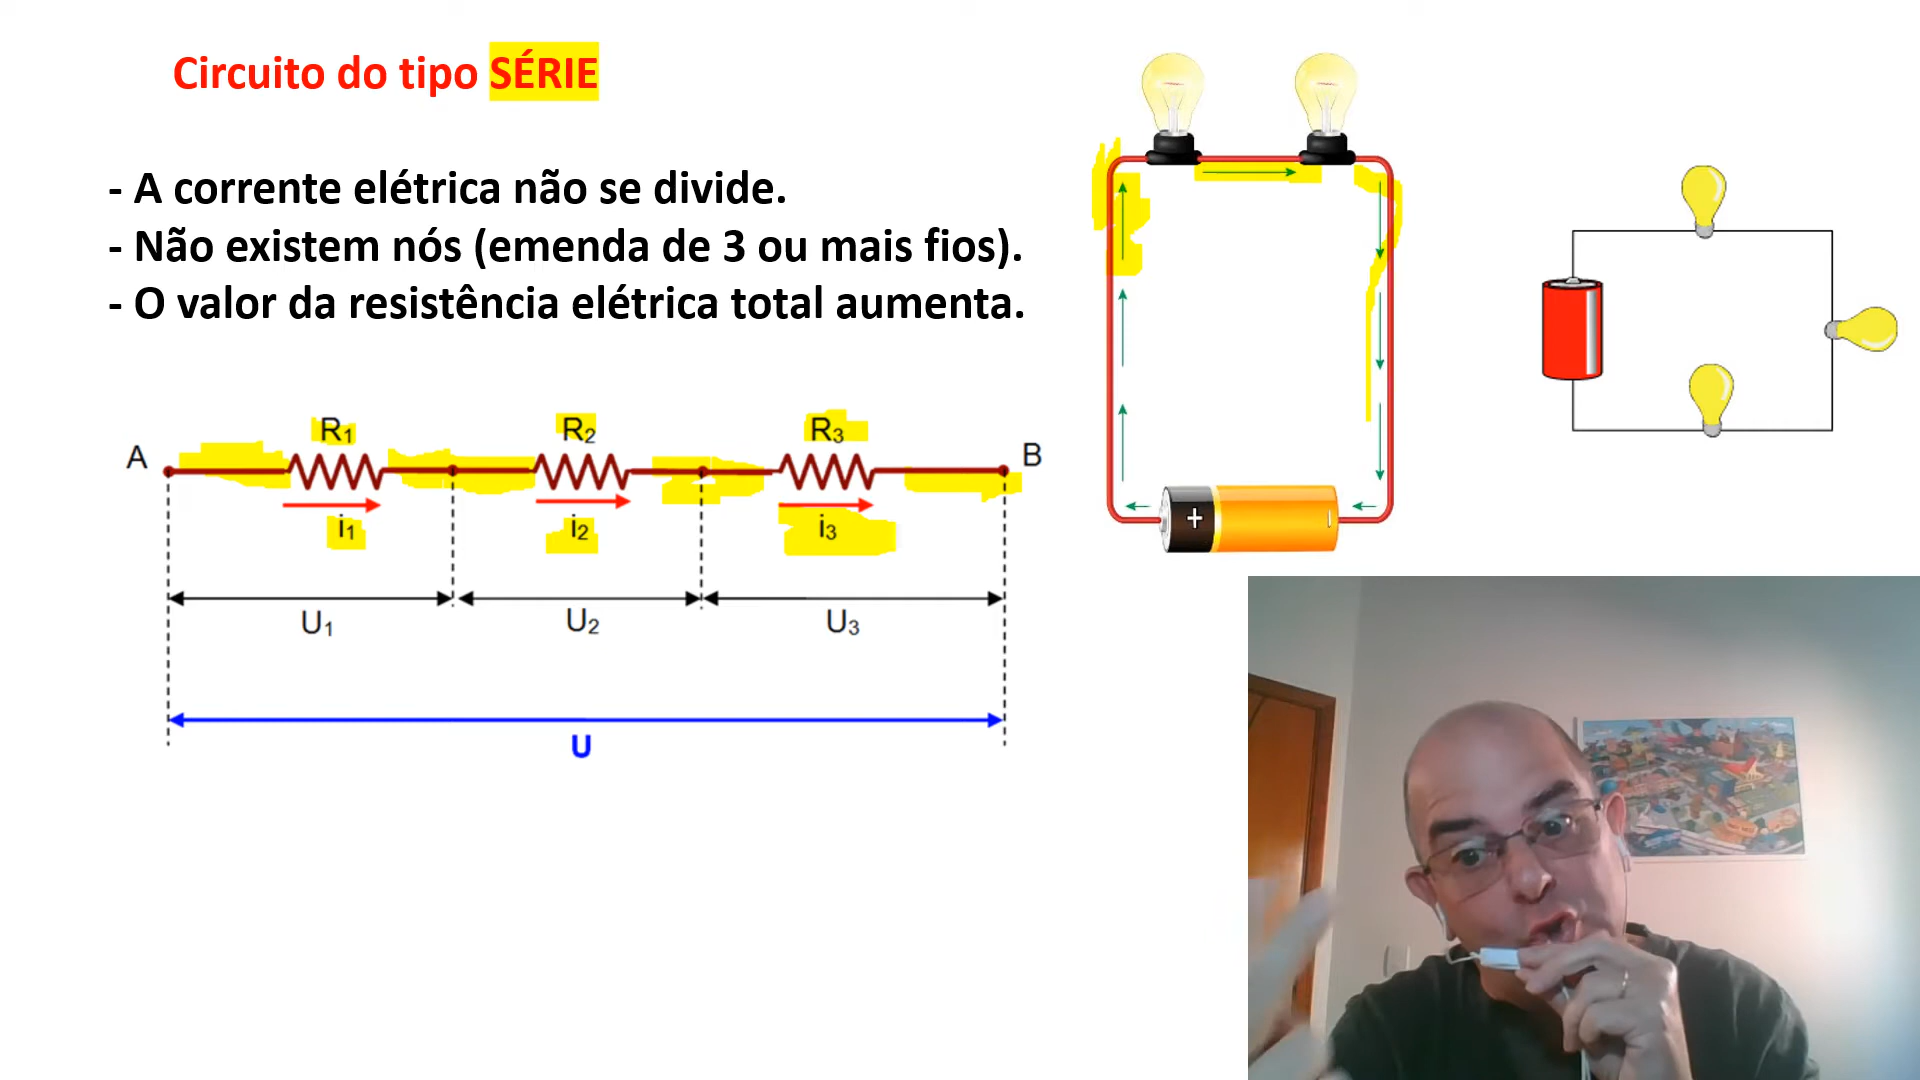 Circuito do tipo SÉRIE
- A corrente elétrica não se divide.
- Não existem nós (emenda de 3 ou mais fios).
- O valor da resistência elétrica total aumenta.
A R₁ R₂ R₃ B
i₁ i₂ i₃
U₁ U₂ U₃
U
+ -